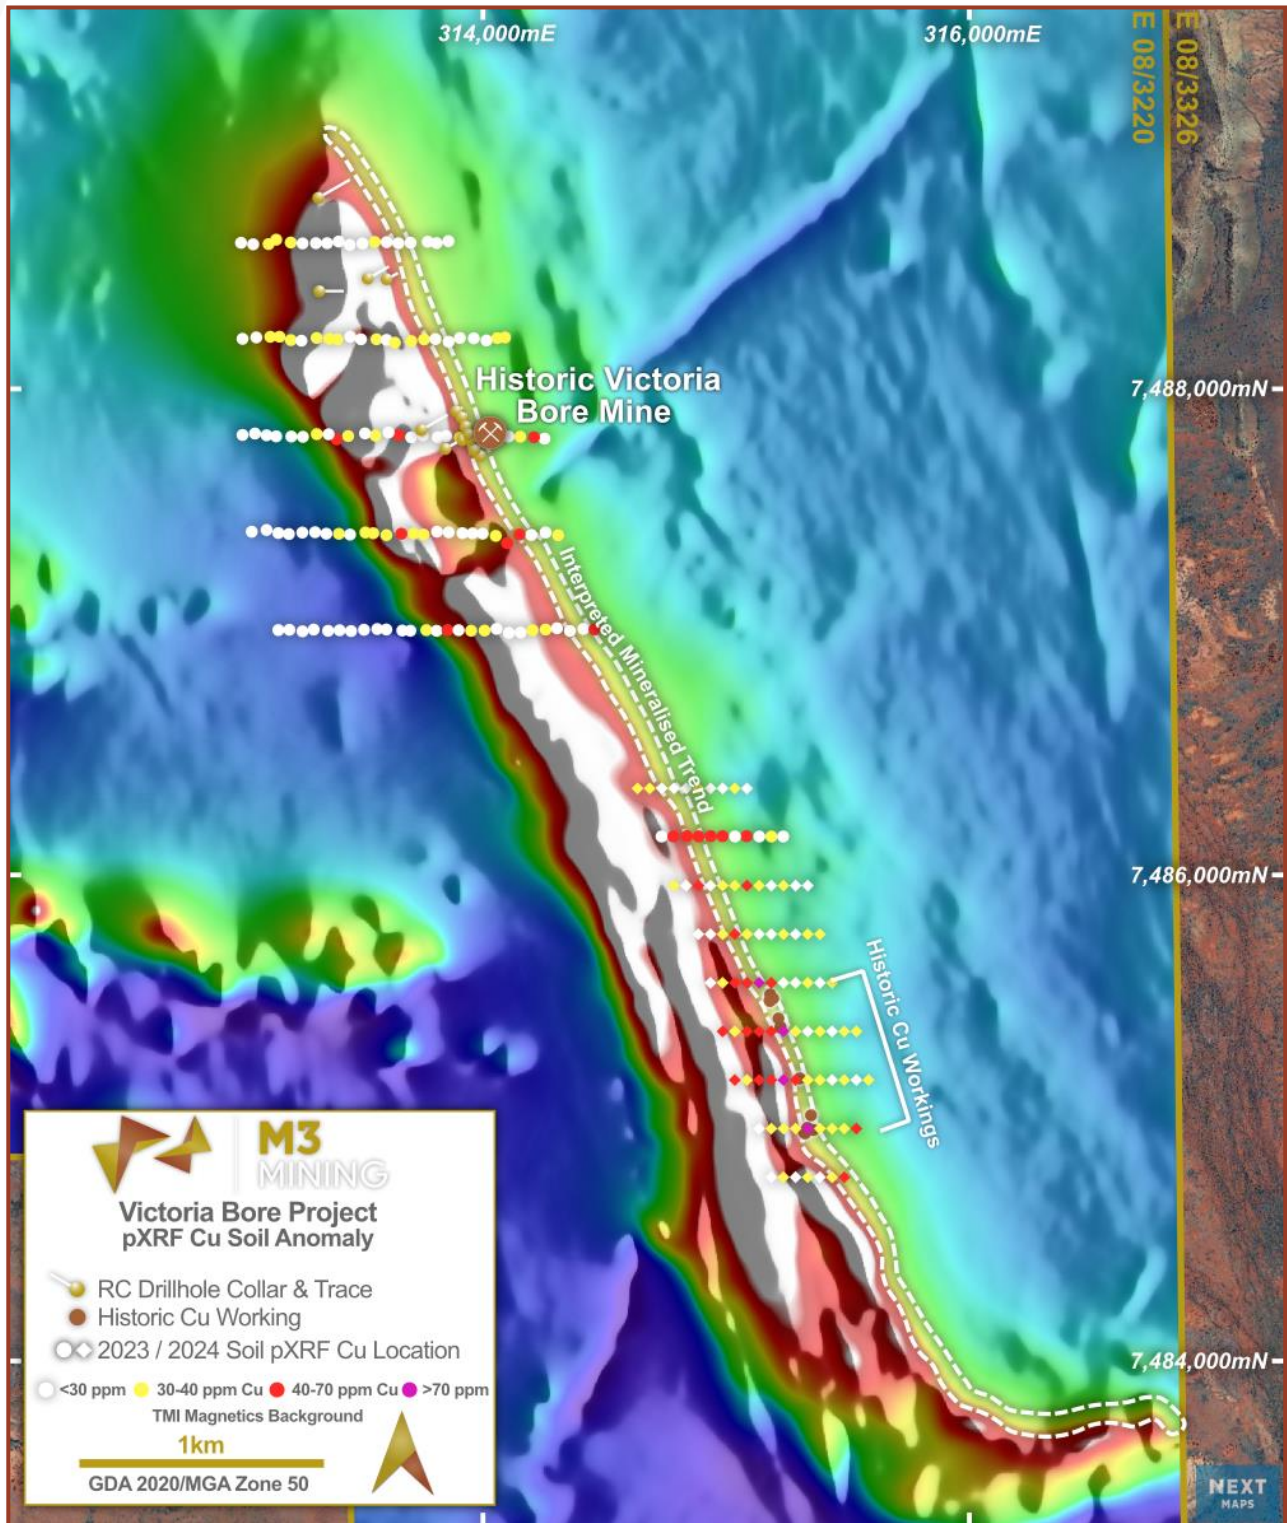 314,000mE
316,000mE
E 08/3220
E 08/3326
Historic Victoria
Bore Mine
7,488,000mN
Interpreted Mineralised Trend
7,486,000mN
Historic Cu Workings
7,484,000mN
M3
MINING
Victoria Bore Project
pXRF Cu Soil Anomaly
RC Drillhole Collar & Trace
Historic Cu Working
2023 / 2024 Soil pXRF Cu Location
<30 ppm 30-40 ppm Cu 40-70 ppm Cu >70 ppm
TMI Magnetics Background
1km
GDA 2020/MGA Zone 50
NEXT
MAPS